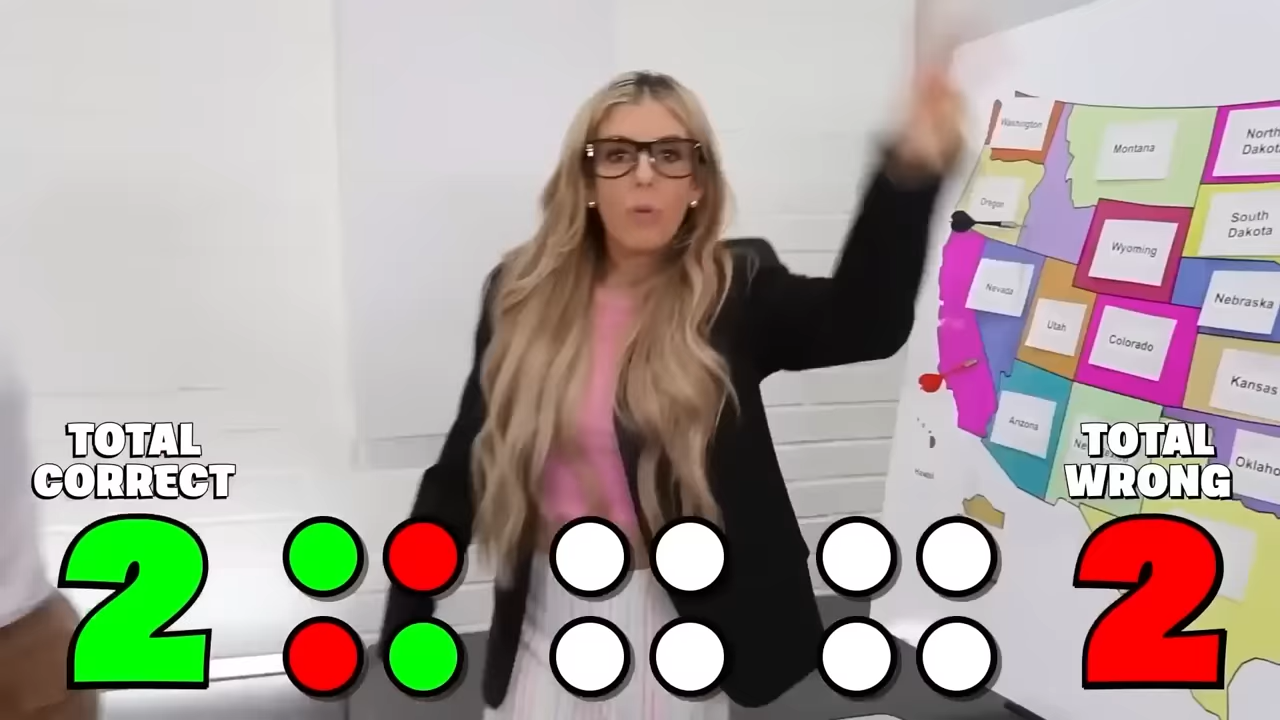 Washington
Montana
North
Dakota
Oregon
South
Dakota
Wyoming
Nevada
Nebraska
Utah
Colorado
Kansas
Arizona
TOTAL
CORRECT
TOTAL
WRONG
Oklaho
Hawaii
2
2